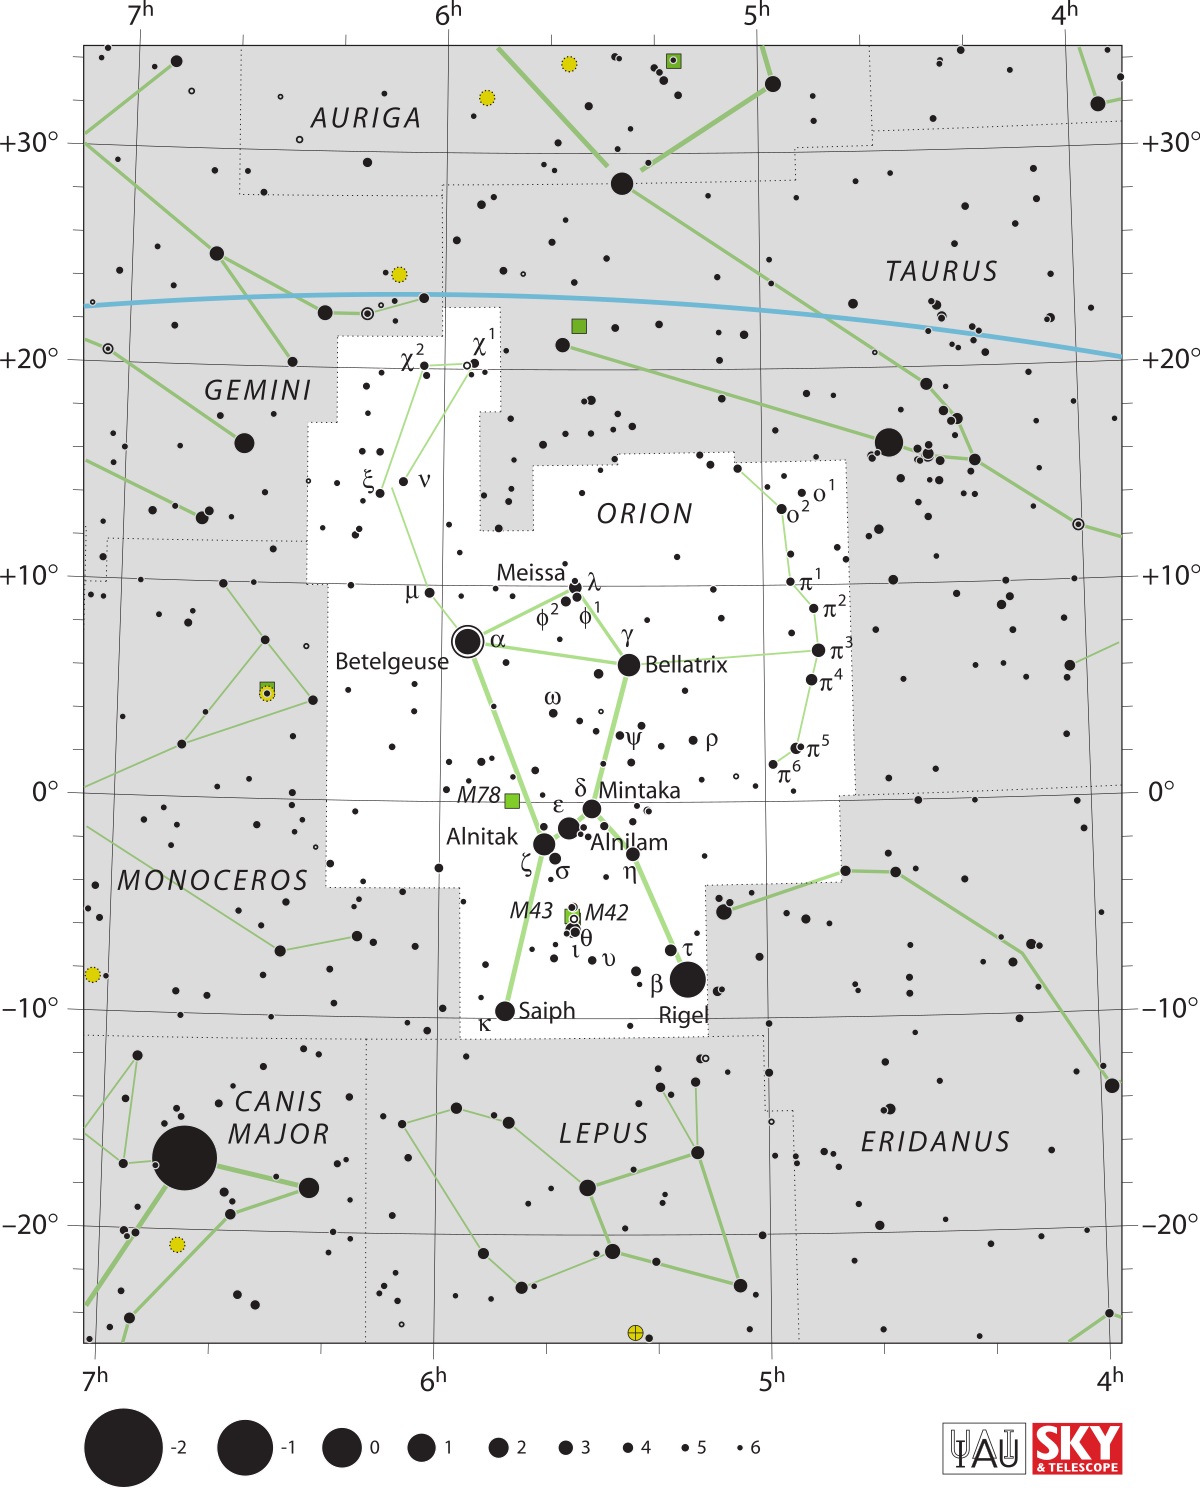 7h 6h 5h 4h
AURIGA
+30° +30°
TAURUS
χ2 χ1
+20° +20°
GEMINI
ξ ν
ο1
ο2
ORION
+10° +10°
Meissa λ
μ
π1
φ2 φ1
π2
α
γ
π3
Betelgeuse
Bellatrix
π4
ω
ψ ρ
π5
π6
0° 0°
M78
δ Mintaka
ε
Alnitak
Alnilam
ζ σ η
MONOCEROS
M43 M42
θ
ι υ
τ
β
–10° –10°
κ Saiph
Rigel
CANIS
MAJOR
LEPUS
ERIDANUS
–20° –20°
7h 6h 5h 4h
-2 -1 0 1 2 3 4 5 6
IAU
SKY
& TELESCOPE